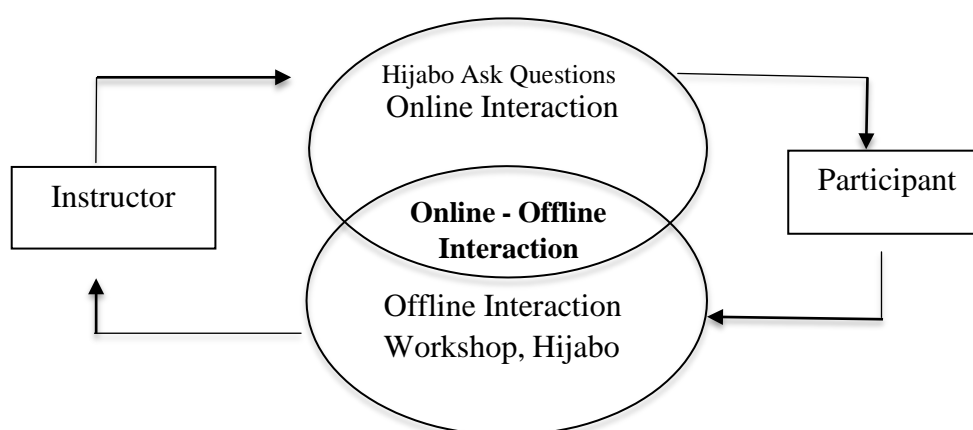 Hijabo Ask Questions
Online Interaction
Instructor
Participant
Online - Offline
Interaction
Offline Interaction
Workshop, Hijabo